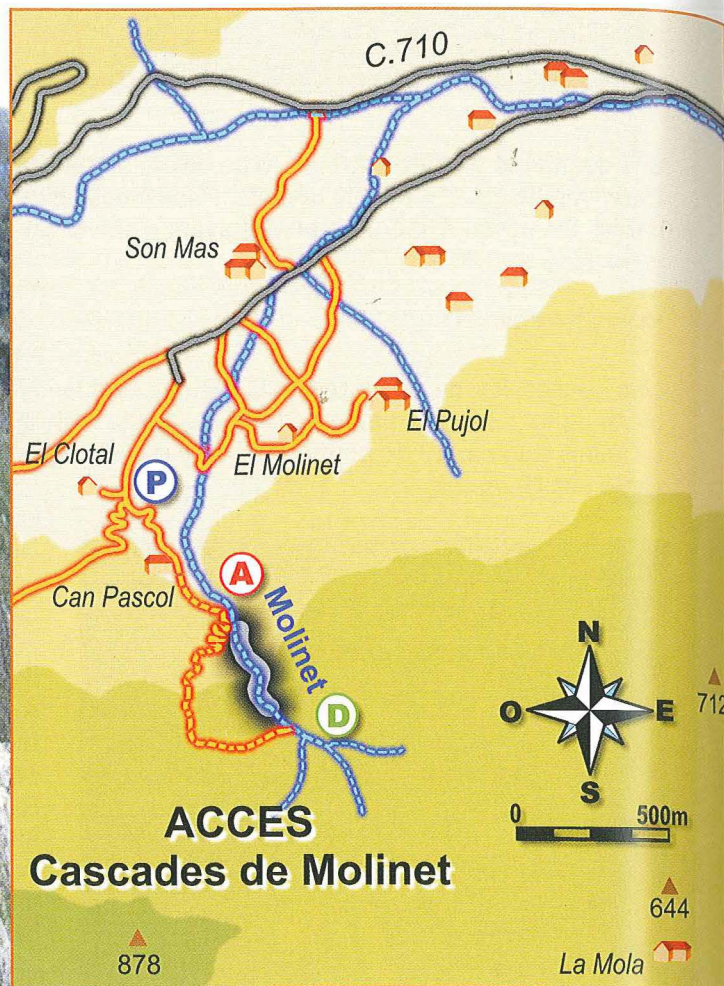 C.710
Son Mas
El Pujol
El Clotal
El Molinet
P
A
Can Pascol
Molinet
N
712
D
O
E
S
ACCES
Cascades de Molinet
0 500m
644
878
La Mola